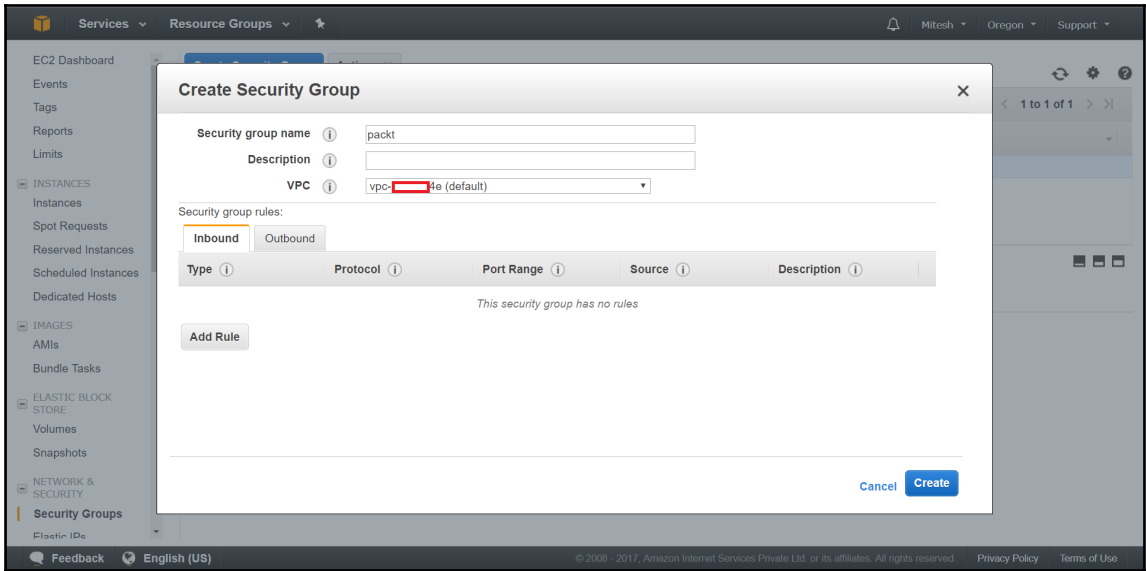 Services Resource Groups Mitesh Oregon Support
EC2 Dashboard
Events
Tags
Reports
Limits
INSTANCES
Instances
Spot Requests
Reserved Instances
Scheduled Instances
Dedicated Hosts
IMAGES
AMIs
Bundle Tasks
ELASTIC BLOCK
STORE
Volumes
Snapshots
NETWORK &
SECURITY
Security Groups
Elastic IPs
1 to 1 of 1
Create Security Group
Security group name packt
Description
VPC vpc- 4e (default)
Security group rules:
Inbound Outbound
Type Protocol Port Range Source Description
This security group has no rules
Add Rule
Cancel Create
Feedback English (US) © 2008 - 2017, Amazon Internet Services Private Ltd. or its affiliates. All rights reserved. Privacy Policy Terms of Use